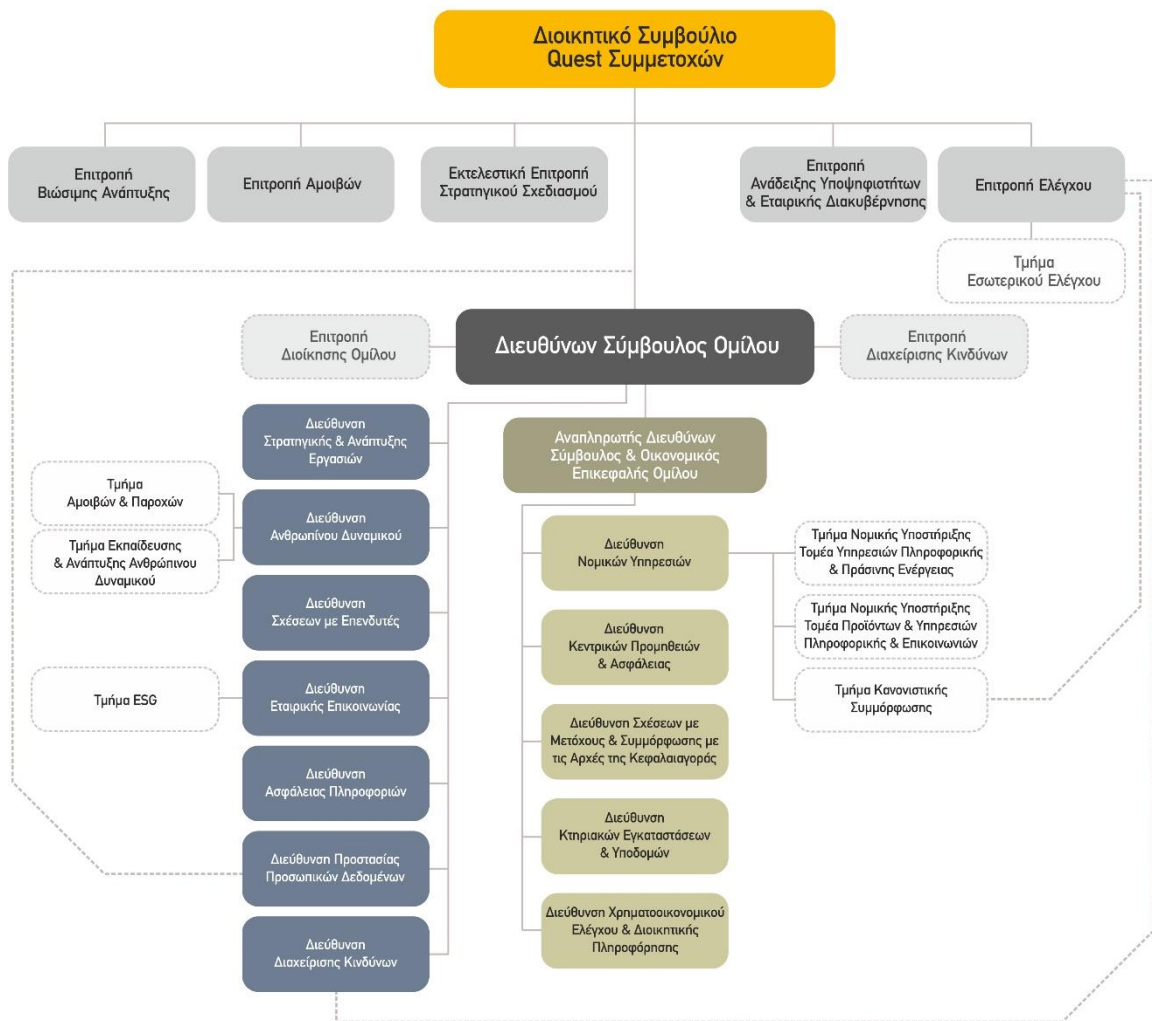 Διοικητικό Συμβούλιο
Quest Συμμετοχών
Επιτροπή
Βιώσιμης Ανάπτυξης
Επιτροπή Αμοιβών
Εκτελεστική Επιτροπή
Στρατηγικού Σχεδιασμού
Επιτροπή
Ανάδειξης Υποψηφιοτήτων
& Εταιρικής Διακυβέρνησης
Επιτροπή Ελέγχου
Τμήμα
Εσωτερικού Ελέγχου
Επιτροπή
Διοίκησης Ομίλου
Διευθύνων Σύμβουλος Ομίλου
Επιτροπή
Διαχείρισης Κινδύνων
Διεύθυνση
Στρατηγικής & Ανάπτυξης
Εργασιών
Τμήμα
Αμοιβών & Παροχών
Τμήμα Εκπαίδευσης
& Ανάπτυξης Ανθρώπινου
Δυναμικού
Διεύθυνση
Ανθρωπίνου Δυναμικού
Διεύθυνση
Σχέσεων με Επενδυτές
Τμήμα ESG
Διεύθυνση
Εταιρικής Επικοινωνίας
Διεύθυνση
Ασφάλειας Πληροφοριών
Διεύθυνση Προστασίας
Προσωπικών Δεδομένων
Διεύθυνση
Διαχείρισης Κινδύνων
Αναπληρωτής Διευθύνων
Σύμβουλος & Οικονομικός
Επικεφαλής Ομίλου
Διεύθυνση
Νομικών Υπηρεσιών
Τμήμα Νομικής Υποστήριξης
Τομέα Υπηρεσιών Πληροφορικής
& Πράσινης Ενέργειας
Τμήμα Νομικής Υποστήριξης
Τομέα Προϊόντων & Υπηρεσιών
Πληροφορικής & Επικοινωνιών
Τμήμα Κανονιστικής
Συμμόρφωσης
Διεύθυνση
Κεντρικών Προμηθειών
& Ασφάλειας
Διεύθυνση Σχέσεων με
Μετόχους & Συμμόρφωσης με
τις Αρχές της Κεφαλαιαγοράς
Διεύθυνση
Κτηριακών Εγκαταστάσεων
& Υποδομών
Διεύθυνση Χρηματοοικονομικού
Ελέγχου & Διοικητικής
Πληροφόρησης